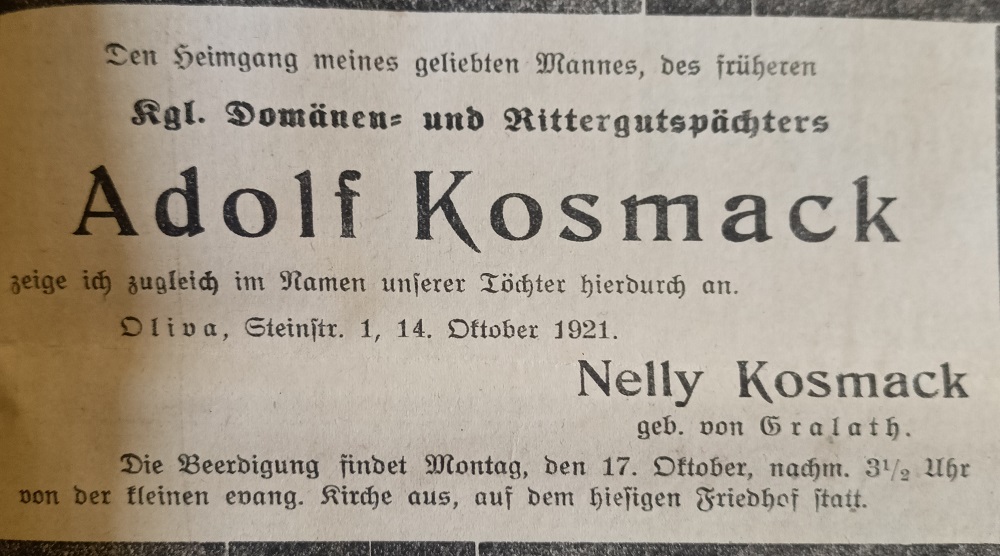 Den Heimgang meines geliebten Mannes, des früheren
Kgl. Domänen- und Rittergutspächters
Adolf Kosmack
zeige ich zugleich im Namen unserer Töchter hierdurch an.
Oliva, Steinstr. 1, 14. Oktober 1921.
Nelly Kosmack
geb. von Gralath.
Die Beerdigung findet Montag, den 17. Oktober, nachm. 3½ Uhr
von der kleinen evang. Kirche aus, auf dem hiesigen Friedhof statt.